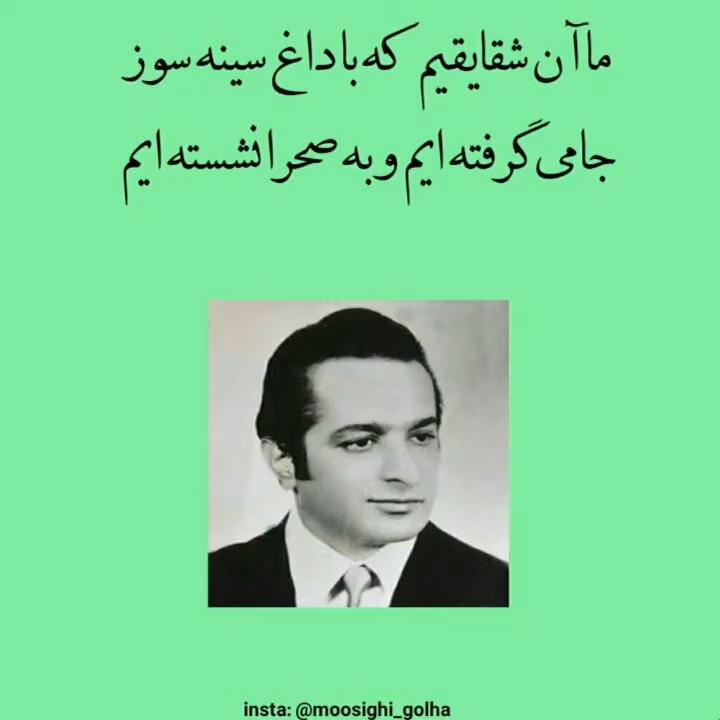 ما آن شقایقیم که با داغ سینه سوز
جامی گرفته ایم و به صحرا نشسته ایم
insta: @moosighi_golha